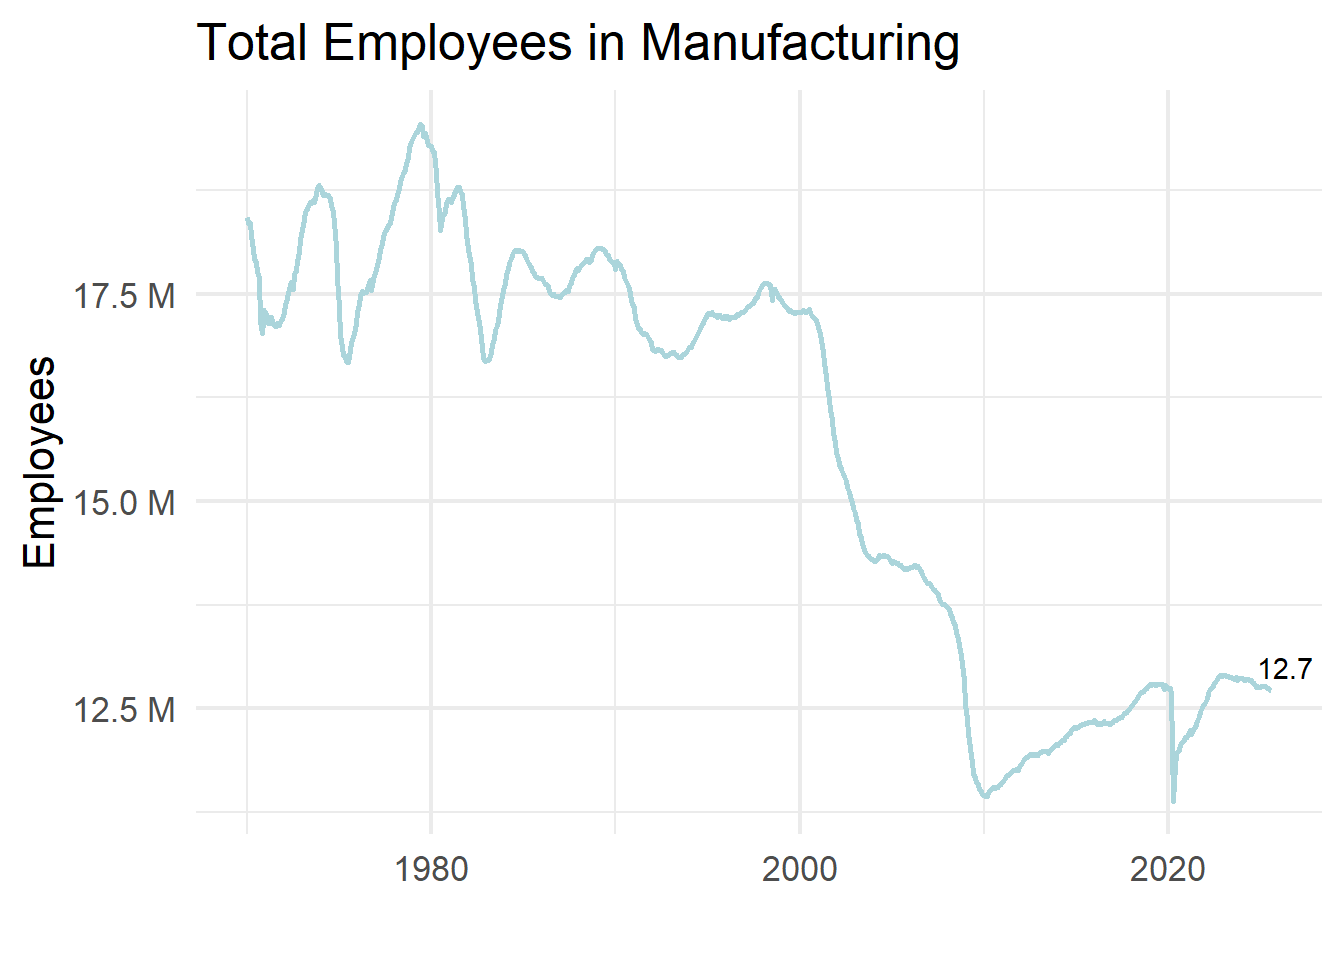 Total Employees in Manufacturing
Employees
17.5 M
15.0 M
12.5 M
12.7
1980
2000
2020